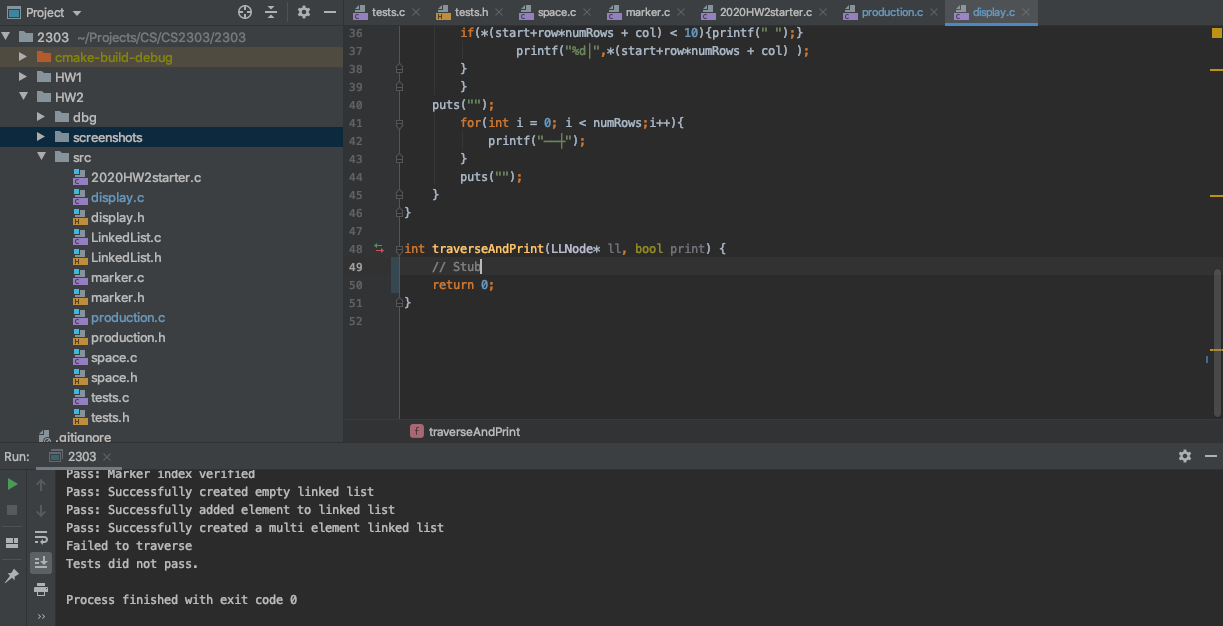 Project
tests.c tests.h space.c marker.c 2020HW2starter.c production.c display.c
2303 ~/Projects/CS/CS2303/2303
cmake-build-debug
HW1
HW2
dbg
screenshots
src
2020HW2starter.c
display.c
display.h
LinkedList.c
LinkedList.h
marker.c
marker.h
production.c
production.h
space.c
space.h
tests.c
tests.h
.gitignore
36 if(*(start+row*numRows + col) < 10){printf(" ");}
37 printf("%d|",*(start+row*numRows + col) );
38 }
39 }
40 puts("");
41 for(int i = 0; i < numRows;i++){
42 printf("——┼");
43 }
44 puts("");
45 }
46 }
47
48 int traverseAndPrint(LLNode* ll, bool print) {
49 // Stub
50 return 0;
51 }
52
f traverseAndPrint
Run: 2303
Pass: Marker index verified
Pass: Successfully created empty linked list
Pass: Successfully added element to linked list
Pass: Successfully created a multi element linked list
Failed to traverse
Tests did not pass.
Process finished with exit code 0